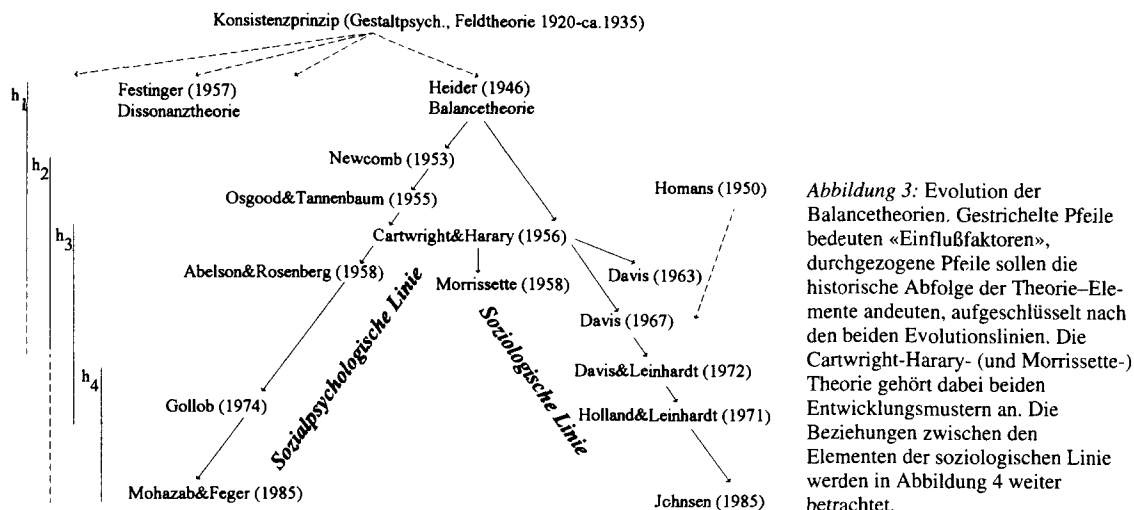 Konsistenzprinzip (Gestaltpsych., Feldtheorie 1920-ca.1935)
h1
Festinger (1957)
Dissonanztheorie
Heider (1946)
Balancetheorie
h2
Newcomb (1953)
Osgood&Tannenbaum (1955)
Homans (1950)
h3
Cartwright&Harary (1956)
Abelson&Rosenberg (1958)
Morrissette (1958)
Davis (1963)
Davis (1967)
Sozialpsychologische Linie
Soziologische Linie
h4
Davis&Leinhardt (1972)
Gollob (1974)
Holland&Leinhardt (1971)
Mohazab&Feger (1985)
Johnsen (1985)
Abbildung 3: Evolution der
Balancetheorien. Gestrichelte Pfeile
bedeuten «Einflußfaktoren»,
durchgezogene Pfeile sollen die
historische Abfolge der Theorie–Ele-
mente andeuten, aufgeschlüsselt nach
den beiden Evolutionslinien. Die
Cartwright-Harary- (und Morrissette-)
Theorie gehört dabei beiden
Entwicklungsmustern an. Die
Beziehungen zwischen den
Elementen der soziologischen Linie
werden in Abbildung 4 weiter
betrachtet.